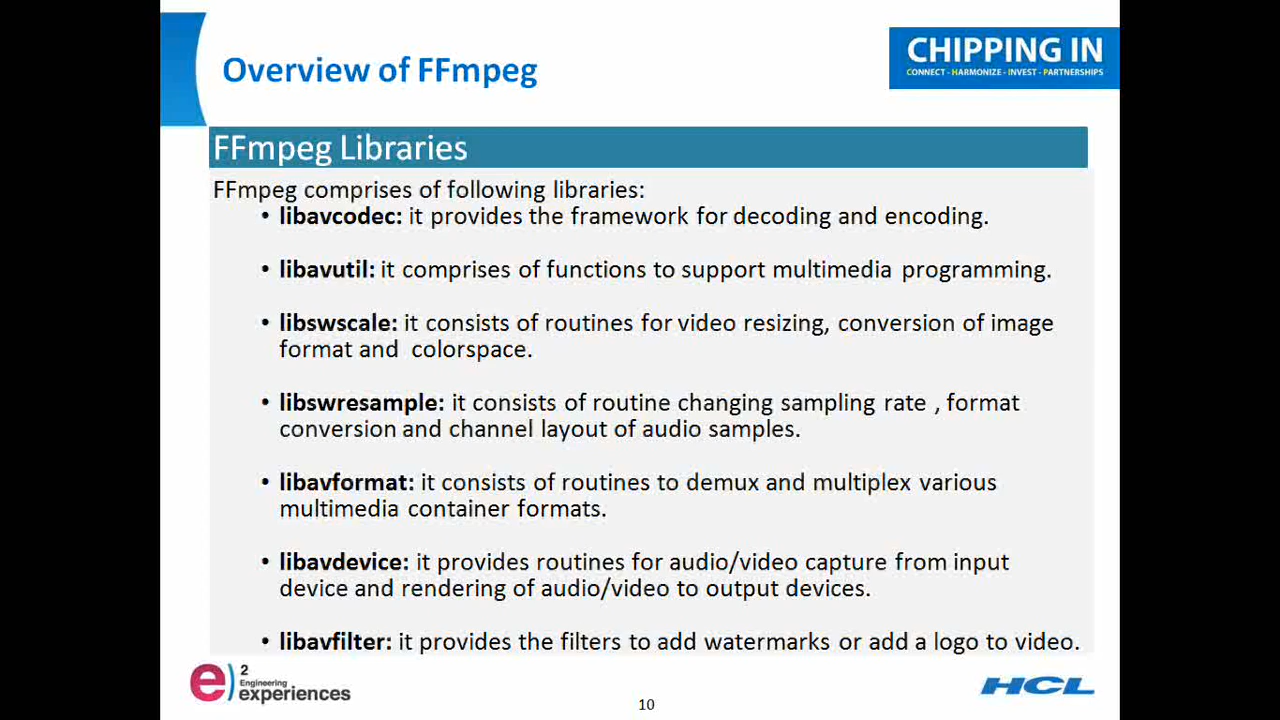 Overview of FFmpeg
CHIPPING IN
CONNECT - HARMONIZE - INVEST - PARTNERSHIPS
FFmpeg Libraries
FFmpeg comprises of following libraries:
• libavcodec: it provides the framework for decoding and encoding.
• libavutil: it comprises of functions to support multimedia programming.
• libswscale: it consists of routines for video resizing, conversion of image
format and colorspace.
• libswresample: it consists of routine changing sampling rate , format
conversion and channel layout of audio samples.
• libavformat: it consists of routines to demux and multiplex various
multimedia container formats.
• libavdevice: it provides routines for audio/video capture from input
device and rendering of audio/video to output devices.
• libavfilter: it provides the filters to add watermarks or add a logo to video.
e) 2
Engineering
experiences
10
HCL